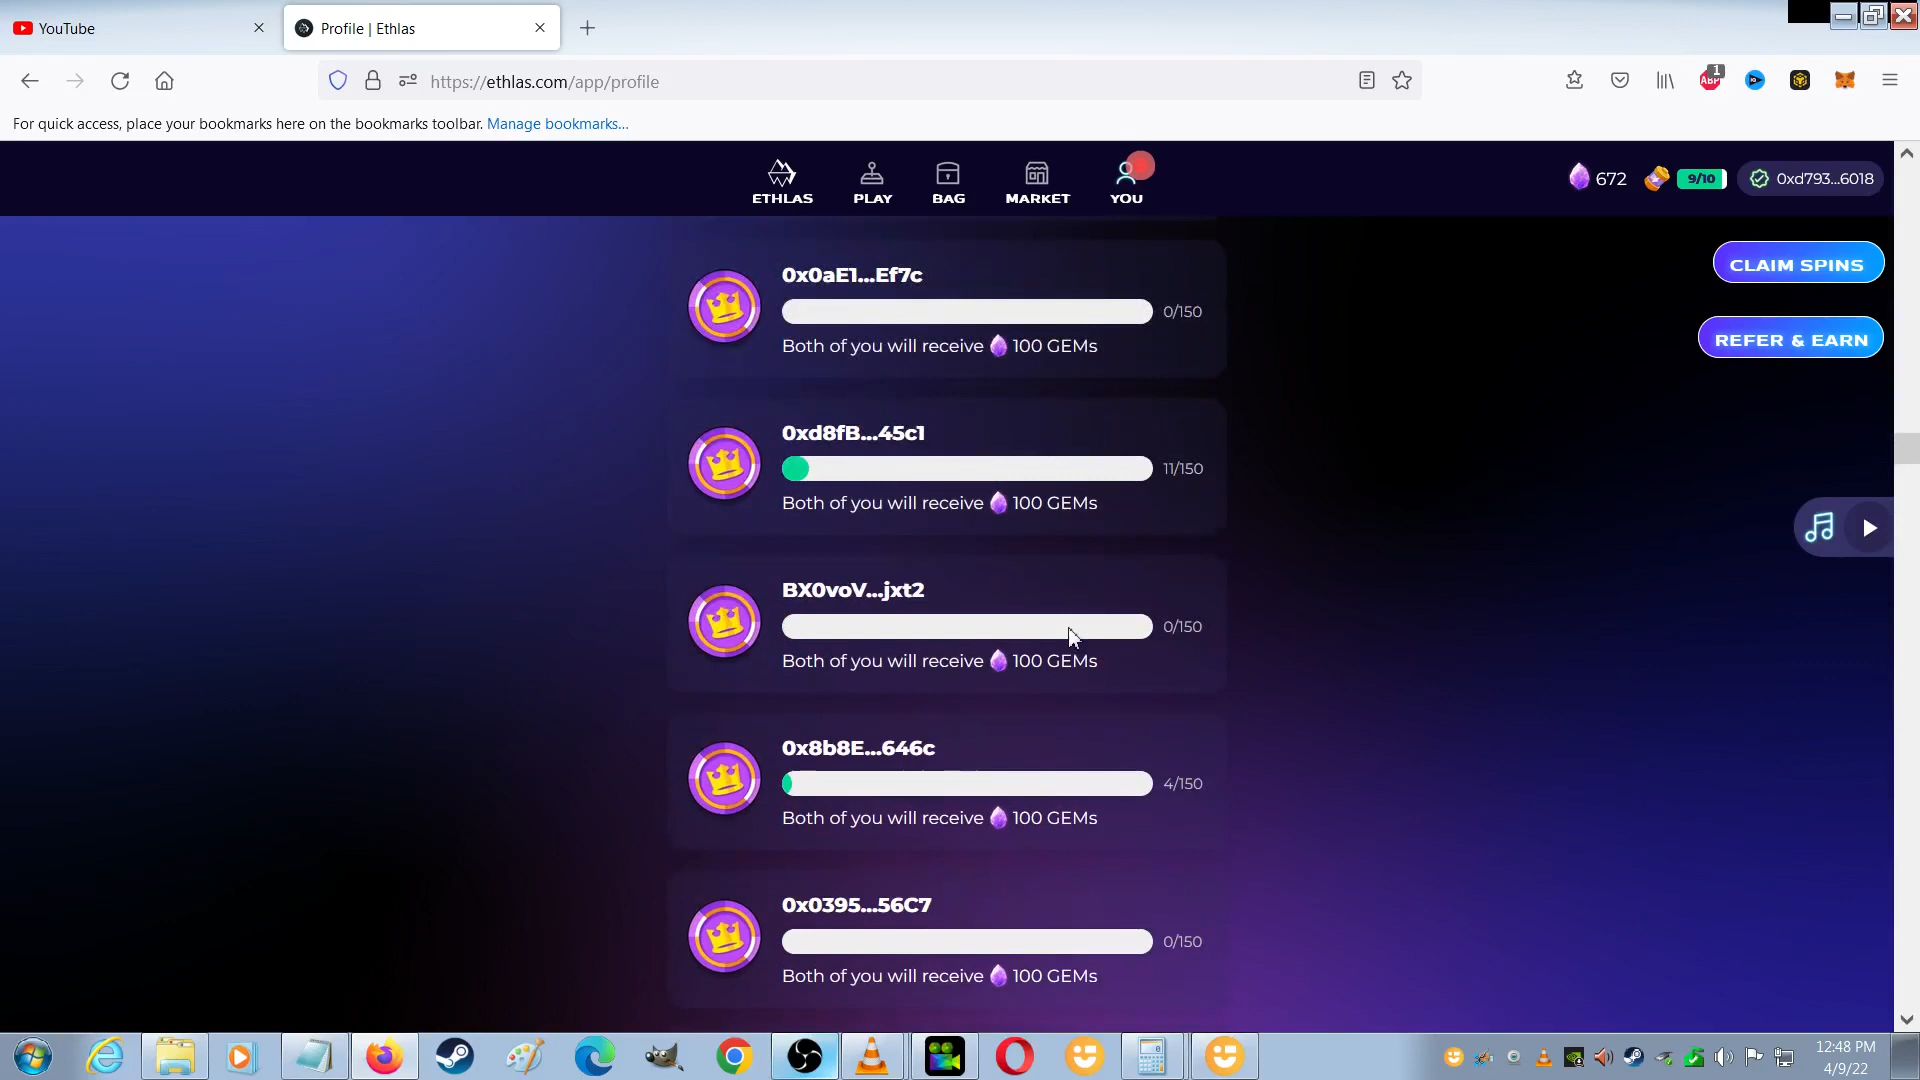 YouTube
Profile | Ethlas
https://ethlas.com/app/profile
ABP 1
For quick access, place your bookmarks here on the bookmarks toolbar. Manage bookmarks...
ETHLAS
PLAY
BAG
MARKET
YOU
672
9/10
0xd793...6018
CLAIM SPINS
REFER & EARN
0x0aE1...Ef7c
0/150
Both of you will receive 100 GEMs
0xd8fB...45c1
11/150
Both of you will receive 100 GEMs
BX0voV...jxt2
0/150
Both of you will receive 100 GEMs
0x8b8E...646c
4/150
Both of you will receive 100 GEMs
0x0395...56C7
0/150
Both of you will receive 100 GEMs
12:48 PM
4/9/22